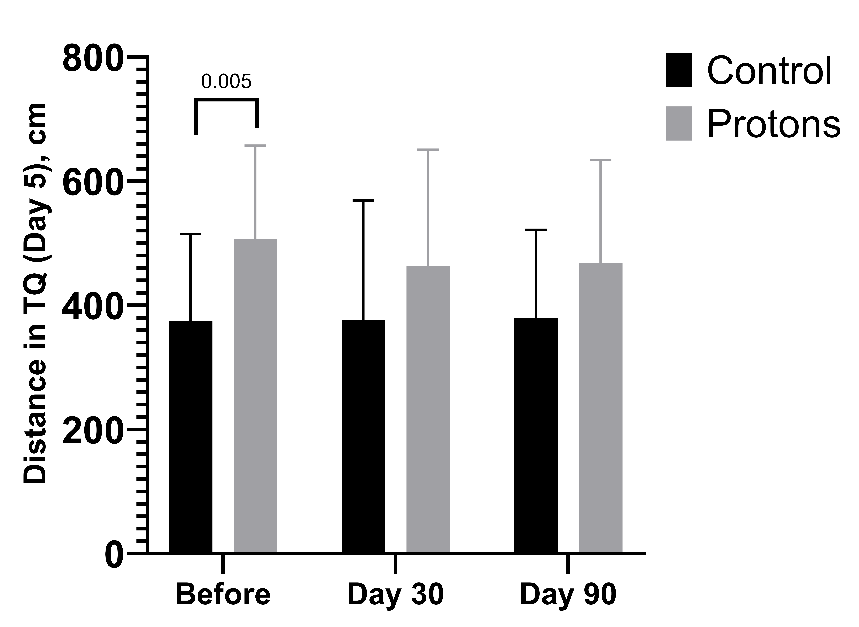 0.005
Control
Protons
Distance in TQ (Day 5), cm
800
600
400
200
0
Before
Day 30
Day 90